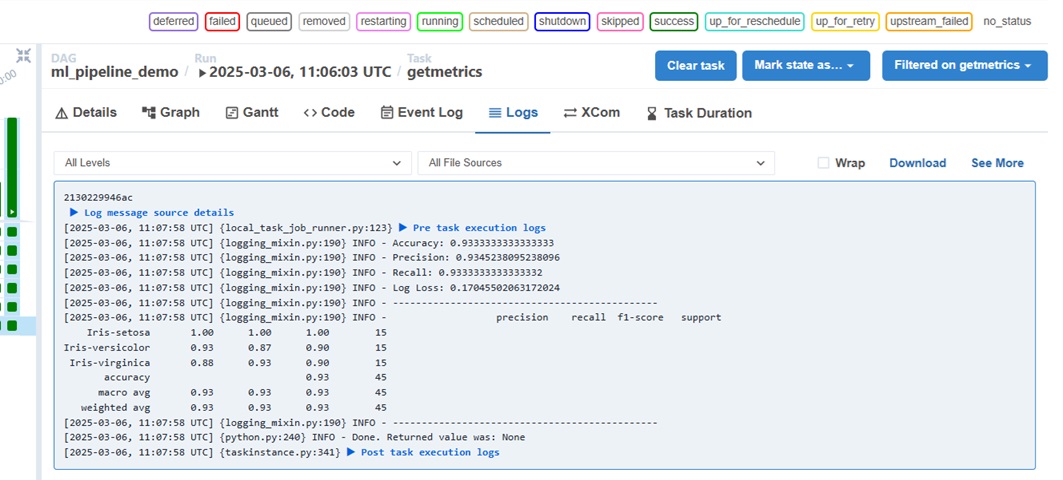 deferred failed queued removed restarting running scheduled shutdown skipped success up_for_reschedule up_for_retry upstream_failed no_status
DAG Run Task
ml_pipeline_demo / 2025-03-06, 11:06:03 UTC / getmetrics
Clear task Mark state as... Filtered on getmetrics
Details Graph Gantt <> Code Event Log Logs XCom Task Duration
All Levels All File Sources Wrap Download See More
2130229946ac
▶ Log message source details
[2025-03-06, 11:07:58 UTC] {local_task_job_runner.py:123} ▶ Pre task execution logs
[2025-03-06, 11:07:58 UTC] {logging_mixin.py:190} INFO - Accuracy: 0.9333333333333333
[2025-03-06, 11:07:58 UTC] {logging_mixin.py:190} INFO - Precision: 0.9345238095238096
[2025-03-06, 11:07:58 UTC] {logging_mixin.py:190} INFO - Recall: 0.9333333333333332
[2025-03-06, 11:07:58 UTC] {logging_mixin.py:190} INFO - Log Loss: 0.17045502063172024
[2025-03-06, 11:07:58 UTC] {logging_mixin.py:190} INFO - --------------------------------------------
[2025-03-06, 11:07:58 UTC] {logging_mixin.py:190} INFO - precision recall f1-score support
Iris-setosa 1.00 1.00 1.00 15
Iris-versicolor 0.93 0.87 0.90 15
Iris-virginica 0.88 0.93 0.90 15
accuracy 0.93 45
macro avg 0.93 0.93 0.93 45
weighted avg 0.93 0.93 0.93 45
[2025-03-06, 11:07:58 UTC] {logging_mixin.py:190} INFO - --------------------------------------------
[2025-03-06, 11:07:58 UTC] {python.py:240} INFO - Done. Returned value was: None
[2025-03-06, 11:07:58 UTC] {taskinstance.py:341} ▶ Post task execution logs